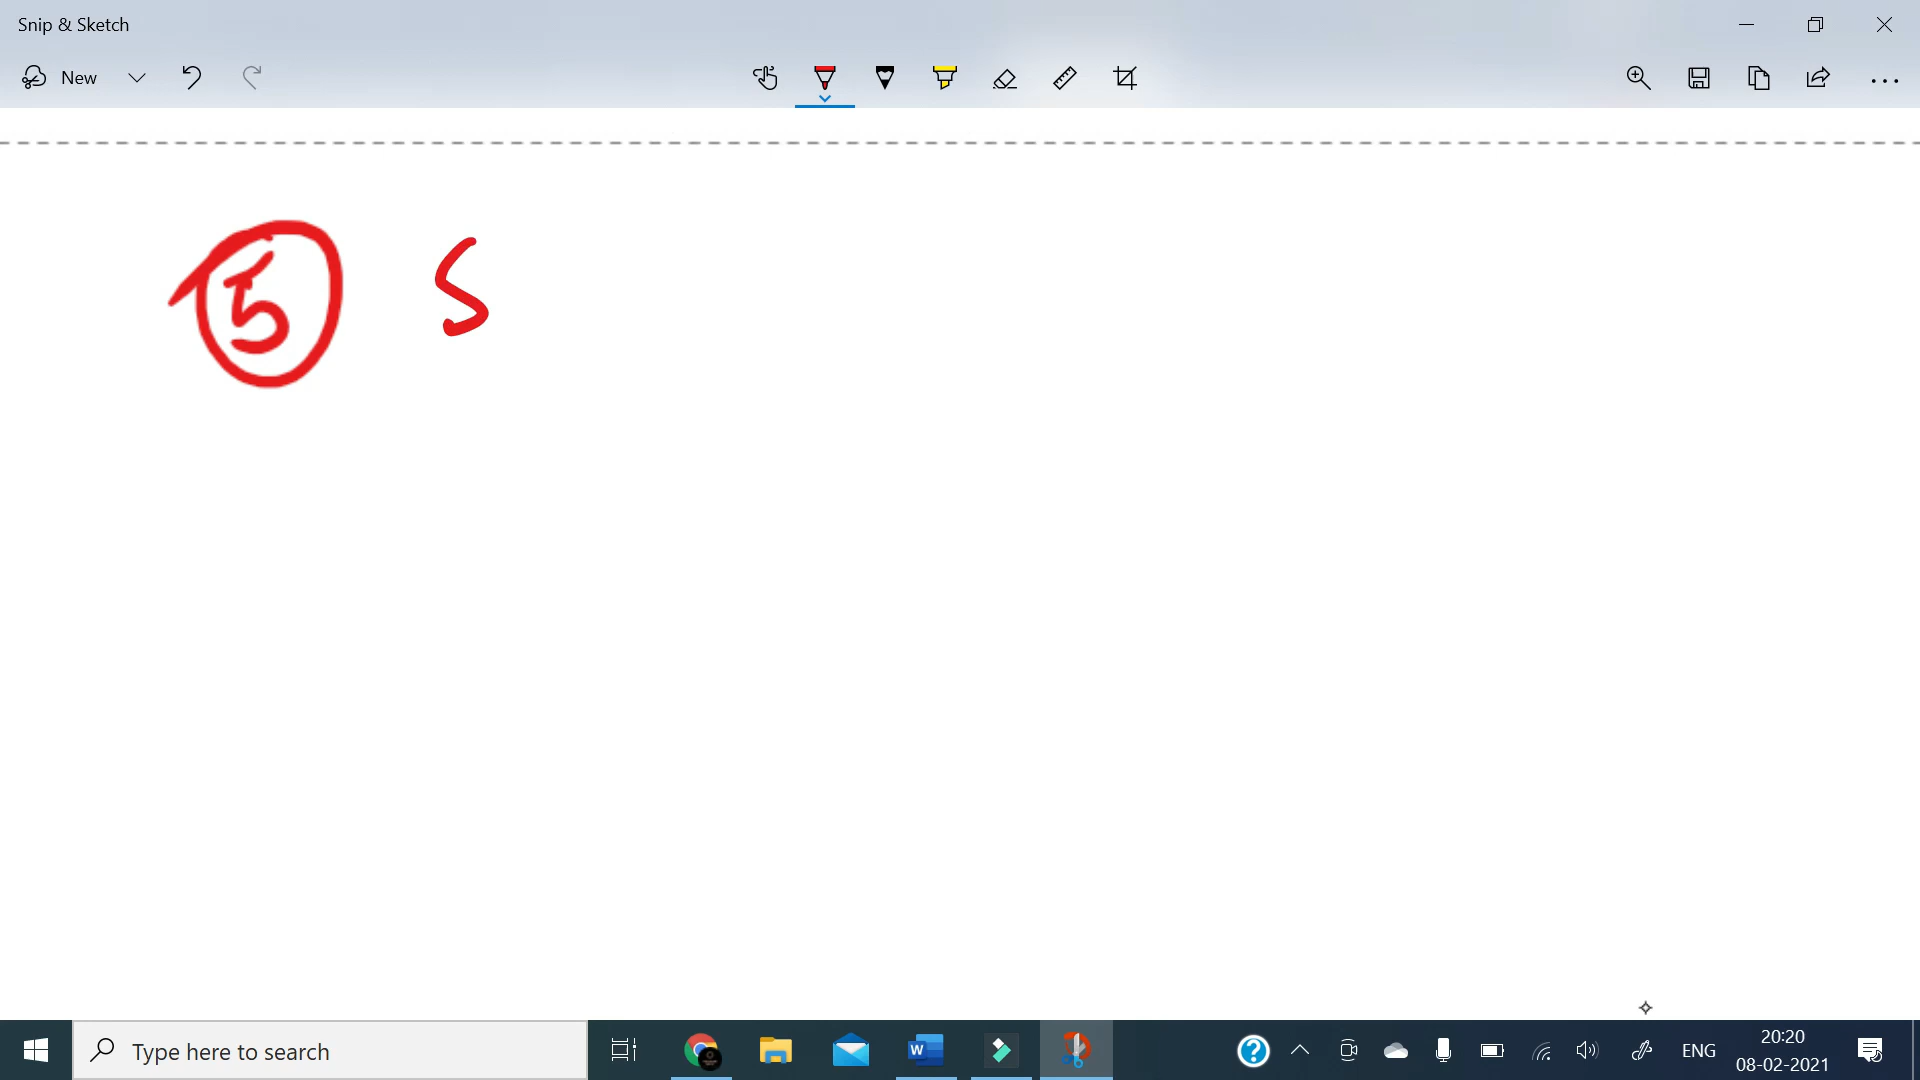 Snip & Sketch
New
5 S
Type here to search
W
?
ENG
20:20
08-02-2021